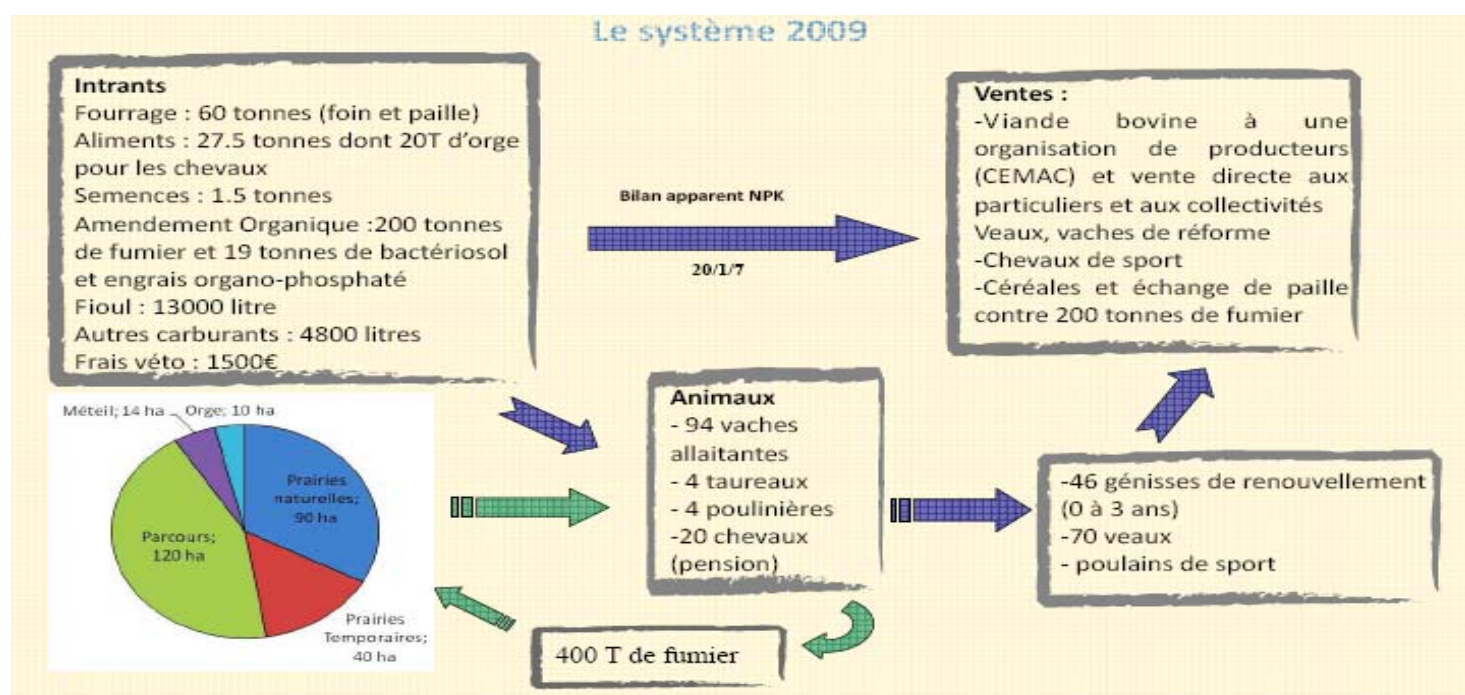 Le système 2009
Intrants
Fourrage : 60 tonnes (foin et paille)
Aliments : 27.5 tonnes dont 20T d'orge
pour les chevaux
Semences : 1.5 tonnes
Amendement Organique :200 tonnes
de fumier et 19 tonnes de bactériosol
et engrais organo-phosphaté
Fioul : 13000 litre
Autres carburants : 4800 litres
Frais véto : 1500€
Bilan apparent NPK
20/1/7
Ventes :
-Viande bovine à une
organisation de producteurs
(CEMAC) et vente directe aux
particuliers et aux collectivités
Veaux, vaches de réforme
-Chevaux de sport
-Céréales et échange de paille
contre 200 tonnes de fumier
Méteil; 14 ha
Orge; 10 ha
Prairies
naturelles;
90 ha
Parcours;
120 ha
Prairies
Temporaires;
40 ha
Animaux
- 94 vaches
allaitantes
- 4 taureaux
- 4 poulinières
-20 chevaux
(pension)
-46 génisses de renouvellement
(0 à 3 ans)
-70 veaux
- poulains de sport
400 T de fumier